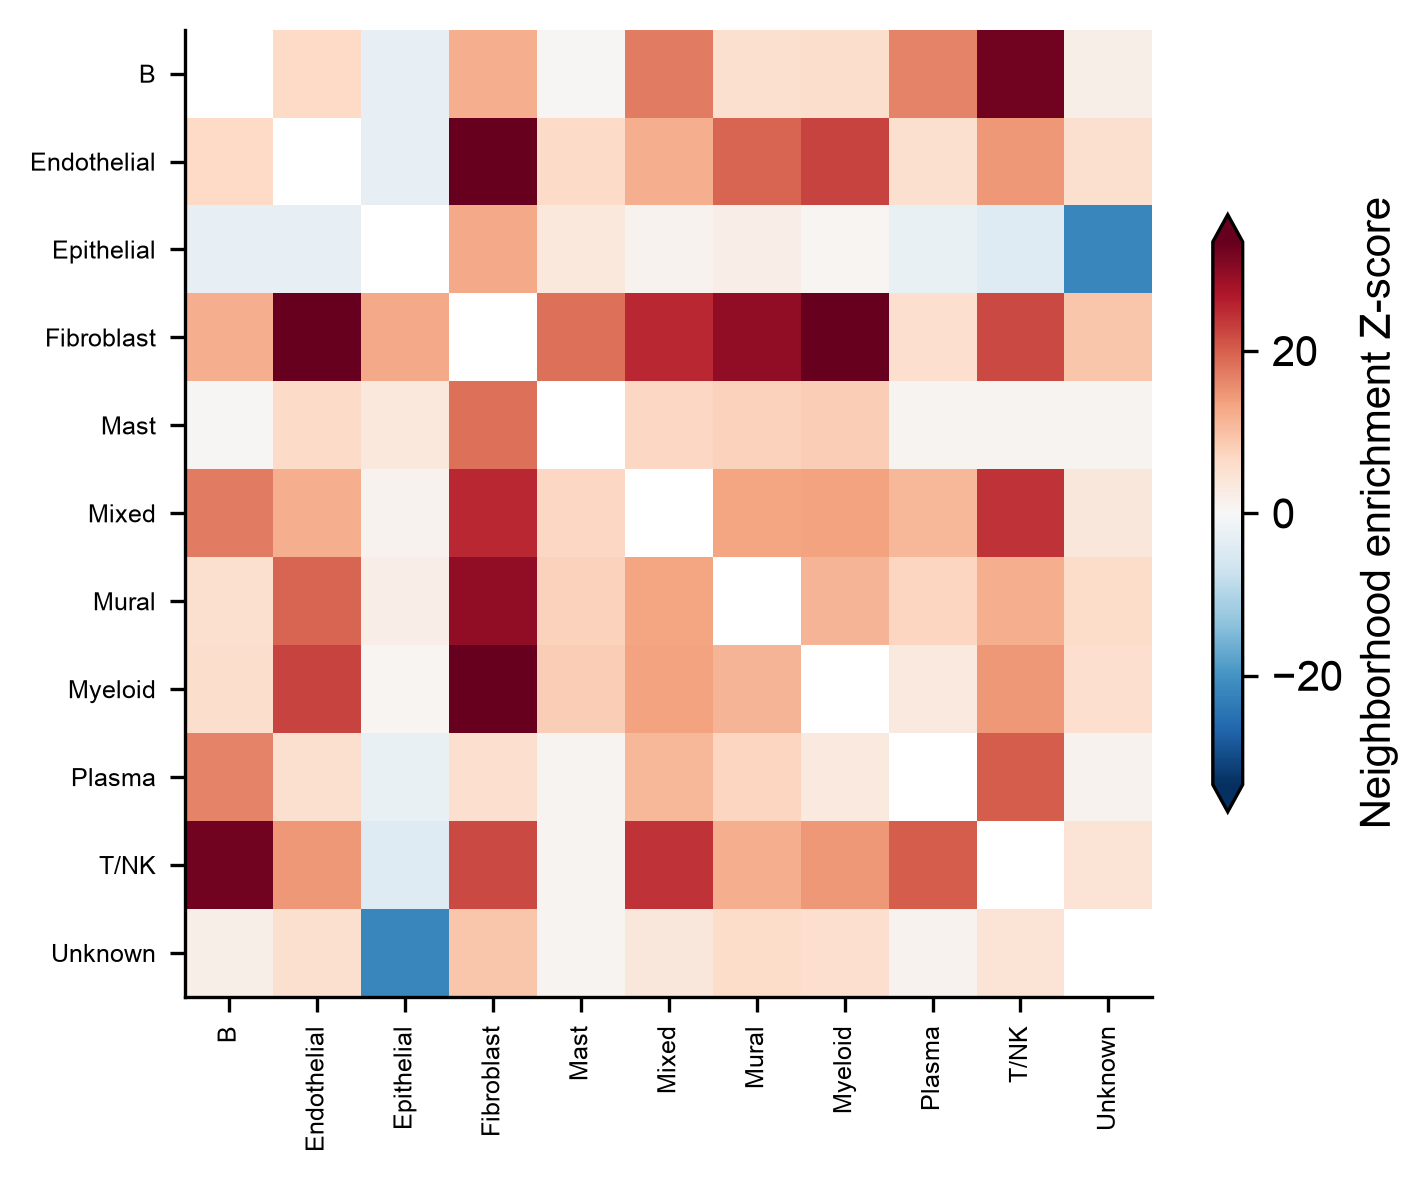 B
Endothelial
Epithelial
Fibroblast
Mast
Mixed
Mural
Myeloid
Plasma
T/NK
Unknown
B
Endothelial
Epithelial
Fibroblast
Mast
Mixed
Mural
Myeloid
Plasma
T/NK
Unknown
20
0
−20
Neighborhood enrichment Z-score